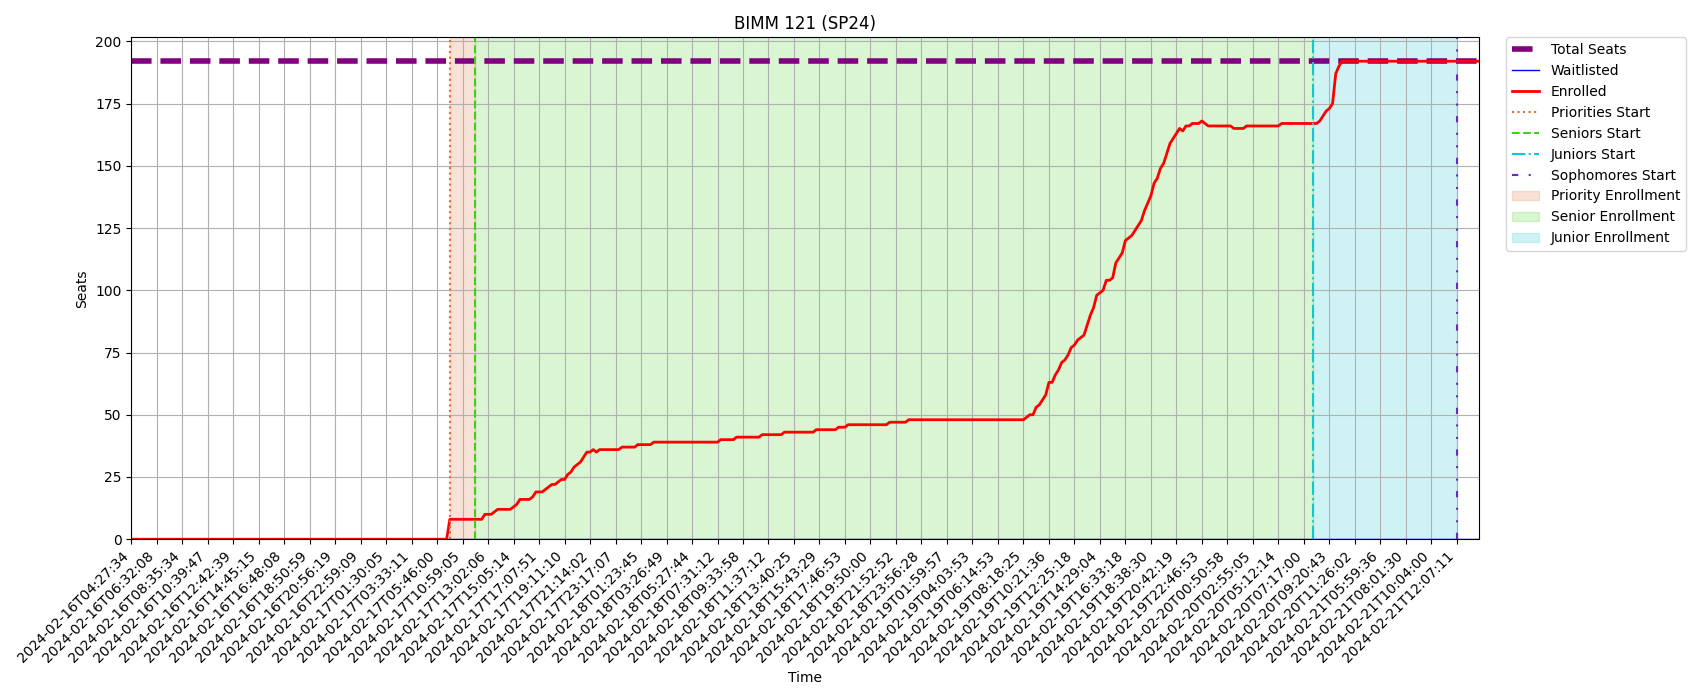 BIMM 121 (SP24)
Total Seats
Waitlisted
Enrolled
Priorities Start
Seniors Start
Juniors Start
Sophomores Start
Priority Enrollment
Senior Enrollment
Junior Enrollment
Seats
200
175
150
125
100
75
50
25
0
2024-02-16T04:27:34
2024-02-16T06:32:08
2024-02-16T08:35:34
2024-02-16T10:39:47
2024-02-16T12:42:39
2024-02-16T14:45:15
2024-02-16T16:48:08
2024-02-16T18:50:59
2024-02-16T20:56:19
2024-02-16T22:59:09
2024-02-17T01:30:05
2024-02-17T03:33:11
2024-02-17T05:46:00
2024-02-17T10:59:05
2024-02-17T13:02:06
2024-02-17T15:05:14
2024-02-17T17:07:51
2024-02-17T19:11:10
2024-02-17T21:14:02
2024-02-17T23:17:07
2024-02-18T01:23:45
2024-02-18T03:26:49
2024-02-18T05:27:44
2024-02-18T07:31:12
2024-02-18T09:33:58
2024-02-18T11:37:12
2024-02-18T13:40:25
2024-02-18T15:43:29
2024-02-18T17:46:53
2024-02-18T19:50:00
2024-02-18T21:52:52
2024-02-18T23:56:28
2024-02-19T01:59:57
2024-02-19T04:03:53
2024-02-19T06:14:53
2024-02-19T08:18:25
2024-02-19T10:21:36
2024-02-19T12:25:18
2024-02-19T14:29:04
2024-02-19T16:33:18
2024-02-19T18:38:30
2024-02-19T20:42:19
2024-02-19T22:46:53
2024-02-20T00:50:58
2024-02-20T02:55:05
2024-02-20T05:12:14
2024-02-20T07:17:00
2024-02-20T09:20:43
2024-02-20T11:26:02
2024-02-21T05:59:36
2024-02-21T08:01:30
2024-02-21T10:04:00
2024-02-21T12:07:11
Time